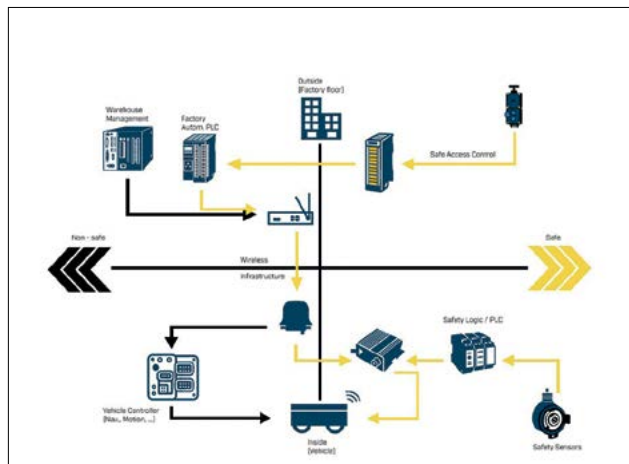 Outside
(Factory floor)
Warehouse
Management
Factory
Autom. PLC
Safe Access Control
Non - safe
Wireless
Infrastructure
Safe
Safety Logic / PLC
Vehicle Controller
(Nav., Motion, ...)
Inside
(Vehicle)
Safety Sensors